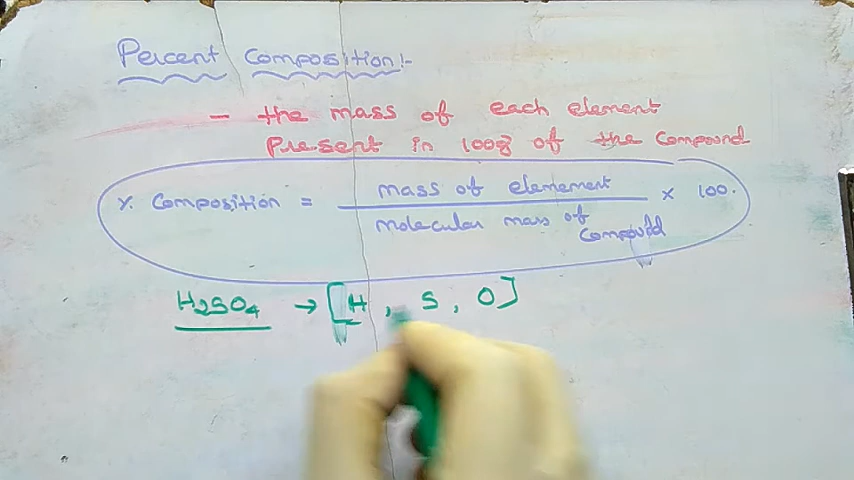 Percent Composition:-
- the mass of each element
Present in 100g of the Compound
%. Composition = mass of elemement / molecular mass of Compound × 100.
H2SO4 → [H, S, O]